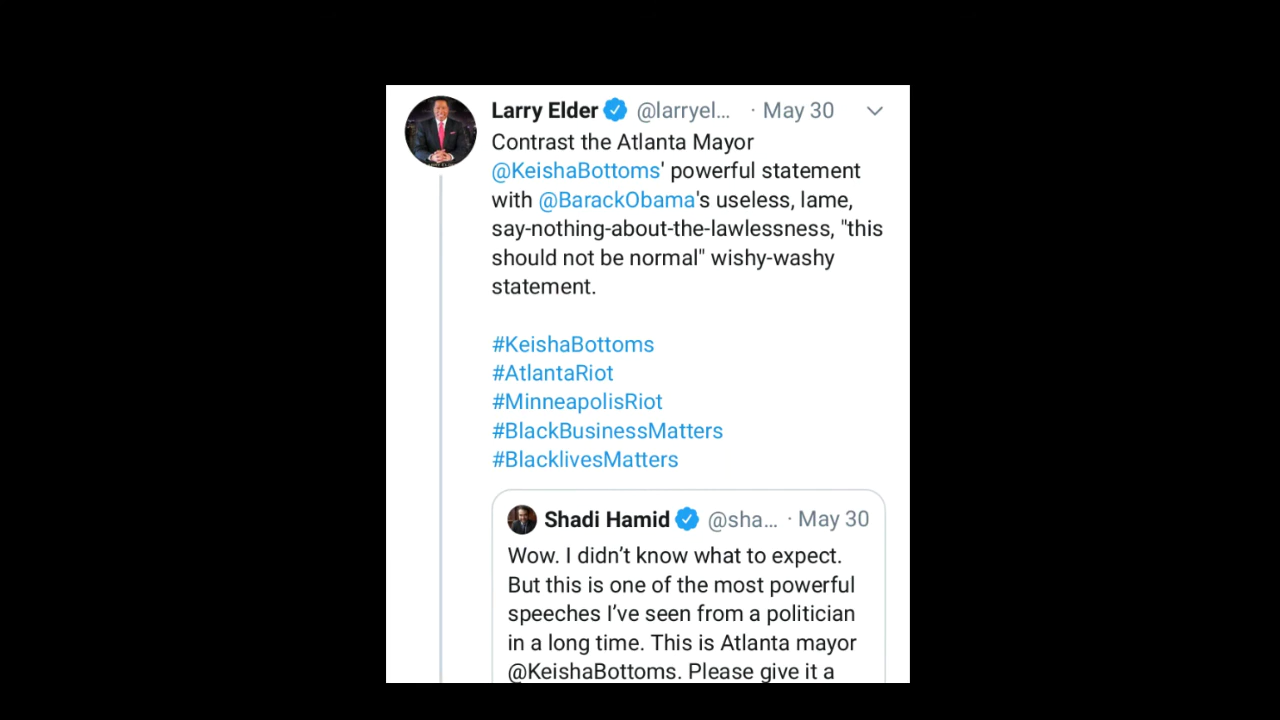 Larry Elder @larryel... · May 30
Contrast the Atlanta Mayor
@KeishaBottoms' powerful statement
with @BarackObama's useless, lame,
say-nothing-about-the-lawlessness, "this
should not be normal" wishy-washy
statement.
#KeishaBottoms
#AtlantaRiot
#MinneapolisRiot
#BlackBusinessMatters
#BlacklivesMatters
Shadi Hamid @sha... · May 30
Wow. I didn’t know what to expect.
But this is one of the most powerful
speeches I’ve seen from a politician
in a long time. This is Atlanta mayor
@KeishaBottoms. Please give it a